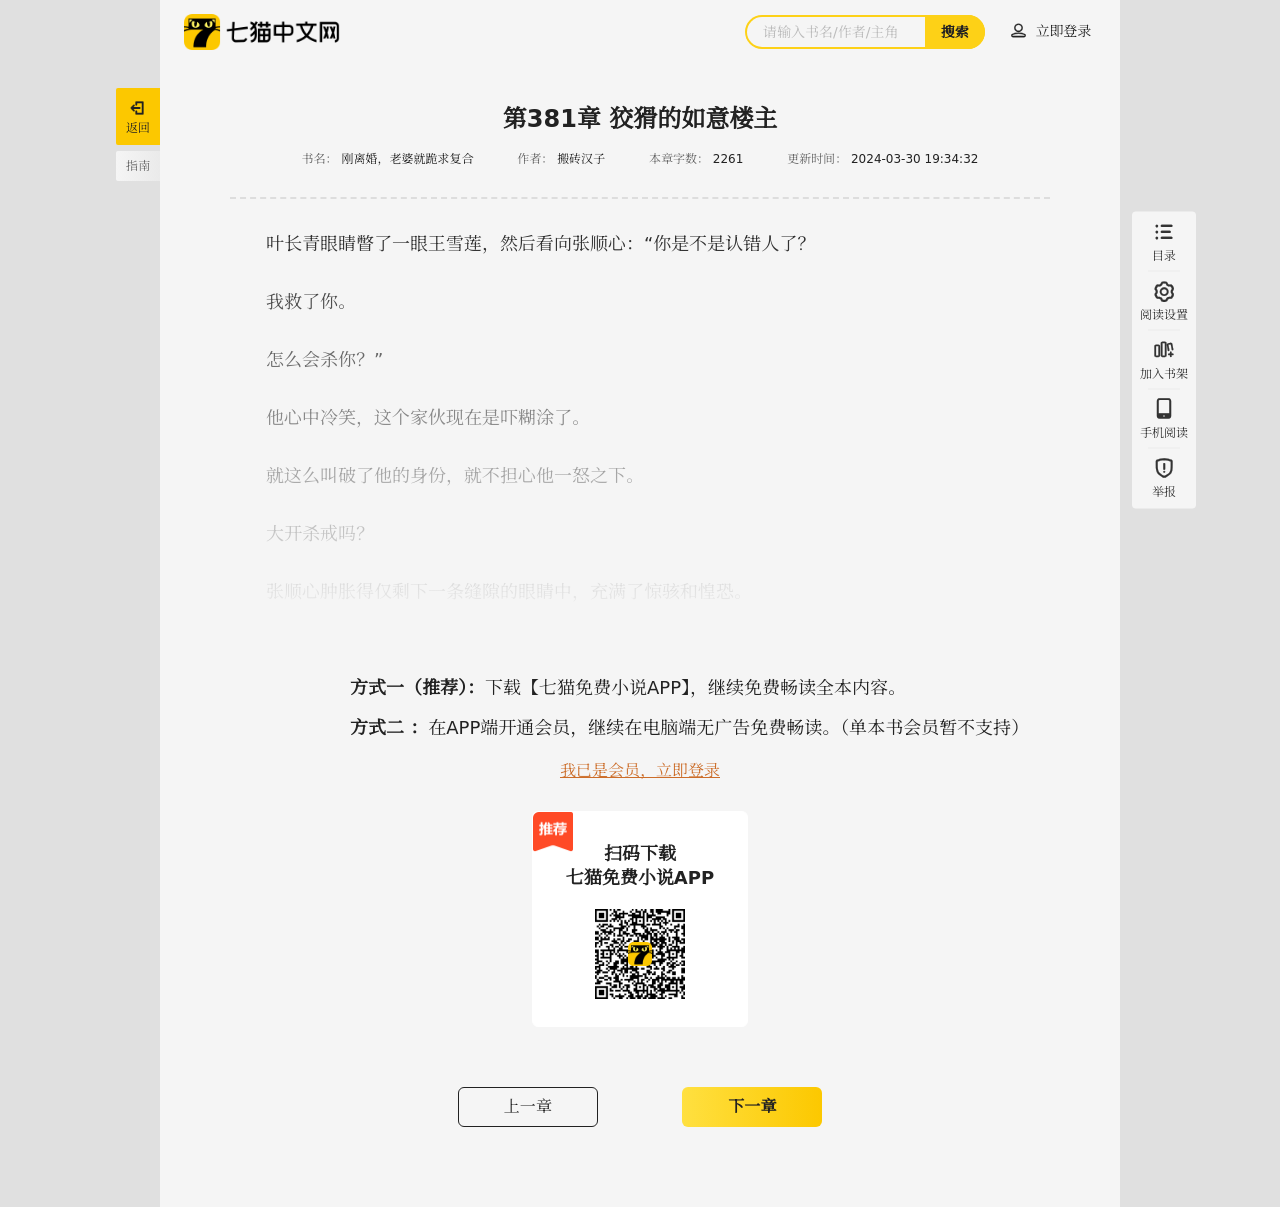 七猫中文网
请输入书名/作者/主角
搜索
立即登录
返回
指南
第381章 狡猾的如意楼主
书名： 刚离婚，老婆就跪求复合 作者： 搬砖汉子 本章字数： 2261 更新时间： 2024-03-30 19:34:32
叶长青眼睛瞥了一眼王雪莲，然后看向张顺心：“你是不是认错人了？
我救了你。
怎么会杀你？”
他心中冷笑，这个家伙现在是吓糊涂了。
就这么叫破了他的身份，就不担心他一怒之下。
大开杀戒吗？
张顺心肿胀得仅剩下一条缝隙的眼睛中，充满了惊骇和惶恐。
目录
阅读设置
加入书架
手机阅读
举报
方式一（推荐）：下载【七猫免费小说APP】，继续免费畅读全本内容。
方式二 ：在APP端开通会员，继续在电脑端无广告免费畅读。（单本书会员暂不支持）
我已是会员，立即登录
推荐
扫码下载
七猫免费小说APP
上一章
下一章